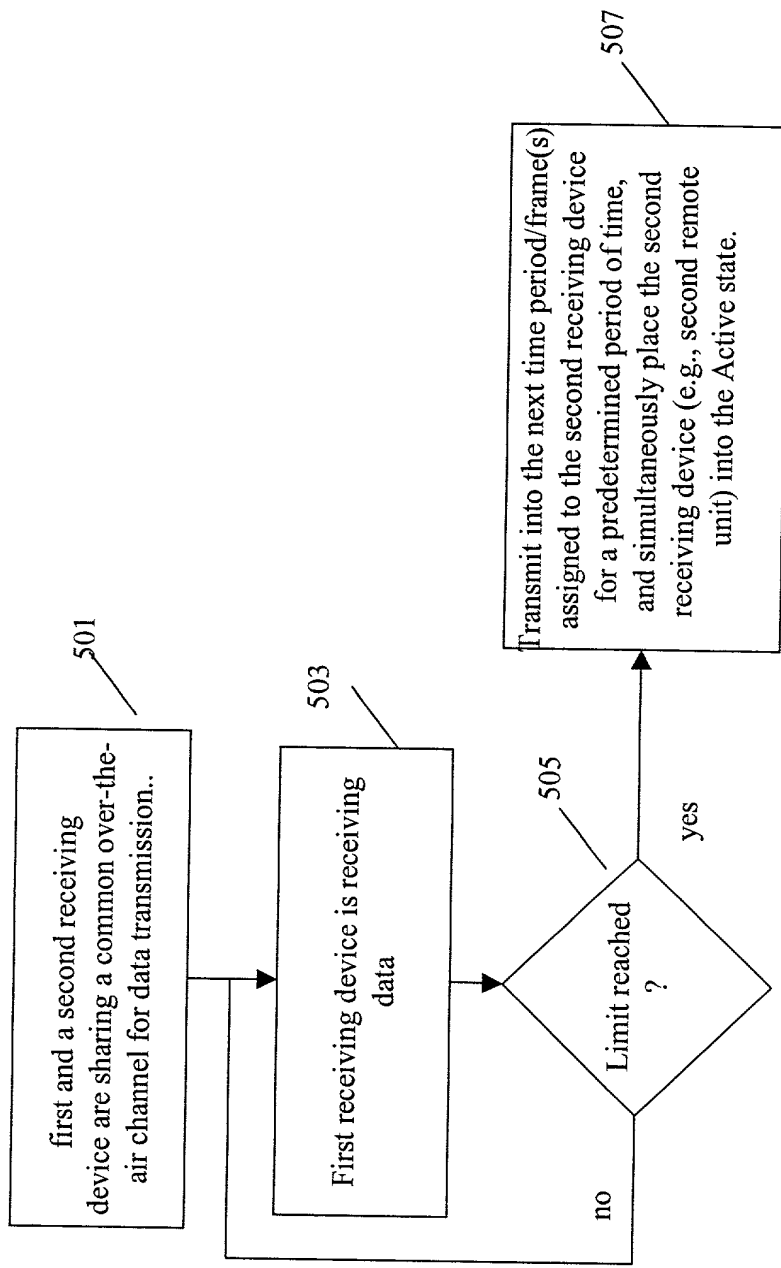 first and a second receiving
device are sharing a common over-the-
air channel for data transmission..
501
First receiving device is receiving
data
503
Limit reached
?
505
no
yes
Transmit into the next time period/frame(s)
assigned to the second receiving device
for a predetermined period of time,
and simultaneously place the second
receiving device (e.g., second remote
unit) into the Active state.
507